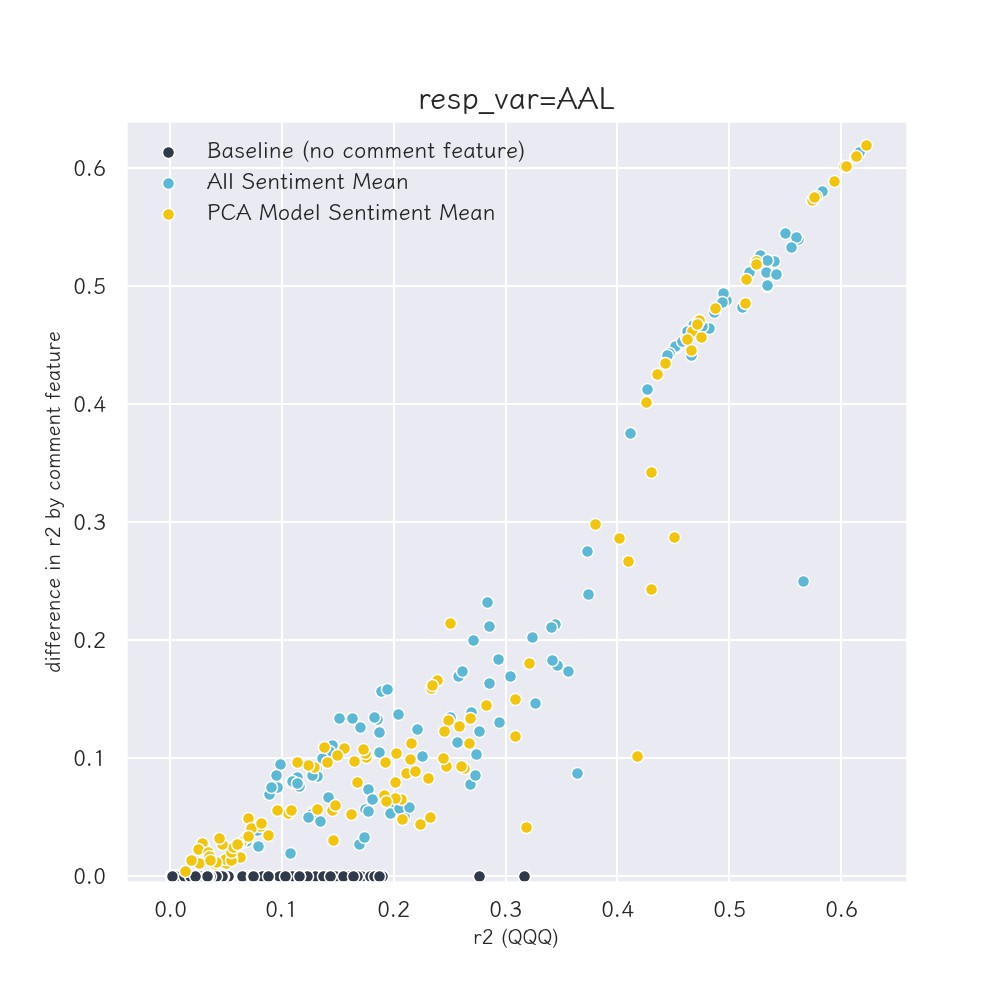 resp_var=AAL
Baseline (no comment feature)
All Sentiment Mean
PCA Model Sentiment Mean
difference in r2 by comment feature
0.6
0.5
0.4
0.3
0.2
0.1
0.0
0.0 0.1 0.2 0.3 0.4 0.5 0.6
r2 (QQQ)